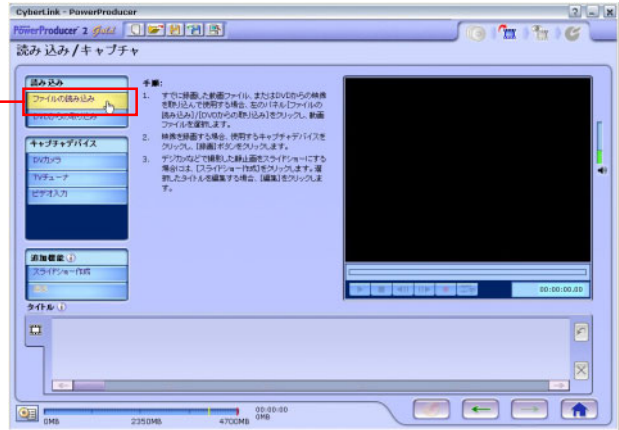 CyberLink - PowerProducer
PowerProducer 2 Gold
読み込み/キャプチャ
読み込み
ファイルの読み込み
DVDからの取り込み
キャプチャデバイス
DVカメラ
TVチューナ
ビデオ入力
追加機能
スライドショー作成
手順:
1. すでに録画した動画ファイル、またはDVDからの映像
を取り込んで使用する場合、左のパネル[ファイルの
読み込み]/[DVDからの取り込み]をクリックし、動画
ファイルを選択します。
2. 映像を録画する場合、使用するキャプチャデバイスを
クリックし、[録画]ボタンをクリックします。
3. デジカメなどで撮影した静止画をスライドショーにする
場合には、[スライドショー作成]をクリックします。選
択したタイトルを編集する場合、[編集]をクリックしま
す。
00:00:00.00
タイトル
0MB
2350MB
4700MB
00:00:00
0MB